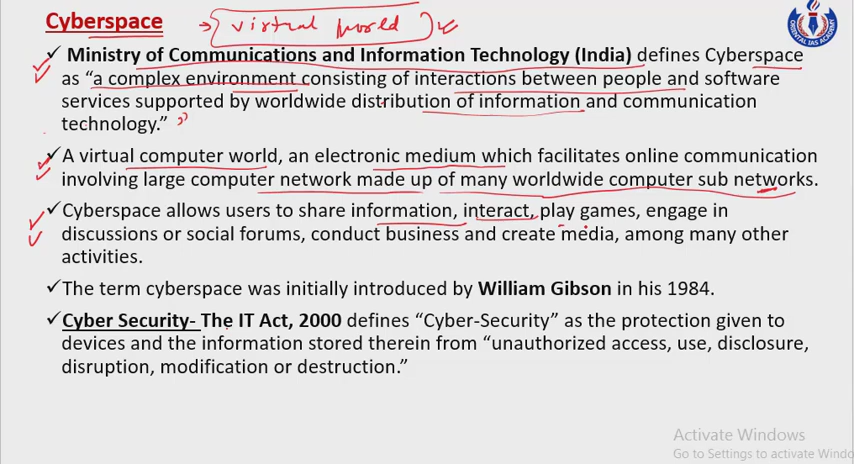 Cyberspace → virtual world
ORIENTAL IAS ACADEMY
✓ Ministry of Communications and Information Technology (India) defines Cyberspace
as “a complex environment consisting of interactions between people and software
services supported by worldwide distribution of information and communication
technology.”
✓ A virtual computer world, an electronic medium which facilitates online communication
involving large computer network made up of many worldwide computer sub networks.
✓ Cyberspace allows users to share information, interact, play games, engage in
discussions or social forums, conduct business and create media, among many other
activities.
✓ The term cyberspace was initially introduced by William Gibson in his 1984.
✓ Cyber Security- The IT Act, 2000 defines “Cyber-Security” as the protection given to
devices and the information stored therein from “unauthorized access, use, disclosure,
disruption, modification or destruction.”
Activate Windows
Go to Settings to activate Windo